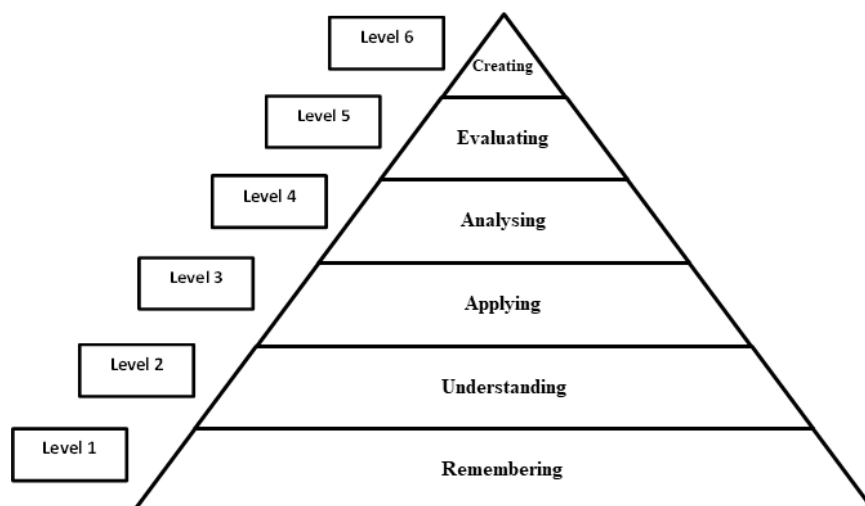 Level 6
Creating
Level 5
Evaluating
Level 4
Analysing
Level 3
Applying
Level 2
Understanding
Level 1
Remembering